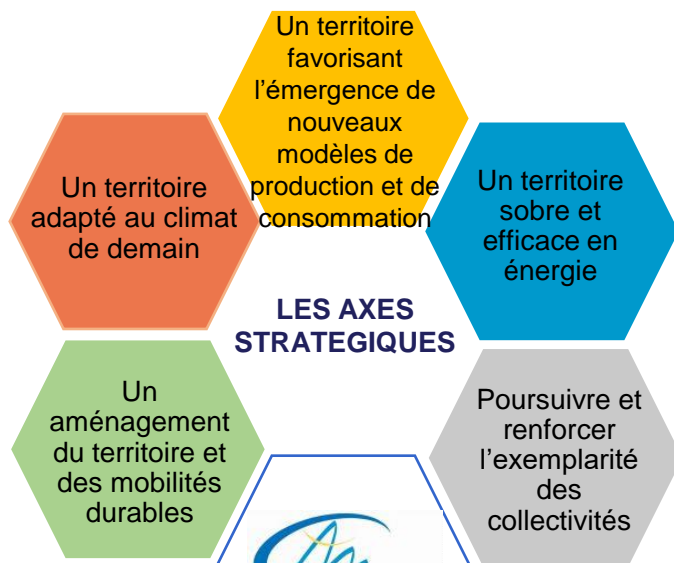 Un territoire
favorisant
l’émergence de
nouveaux
modèles de
production et de
consommation
Un territoire
adapté au climat
de demain
Un territoire
sobre et
efficace en
énergie
LES AXES
STRATEGIQUES
Un
aménagement
du territoire et
des mobilités
durables
Poursuivre et
renforcer
l’exemplarité
des
collectivités